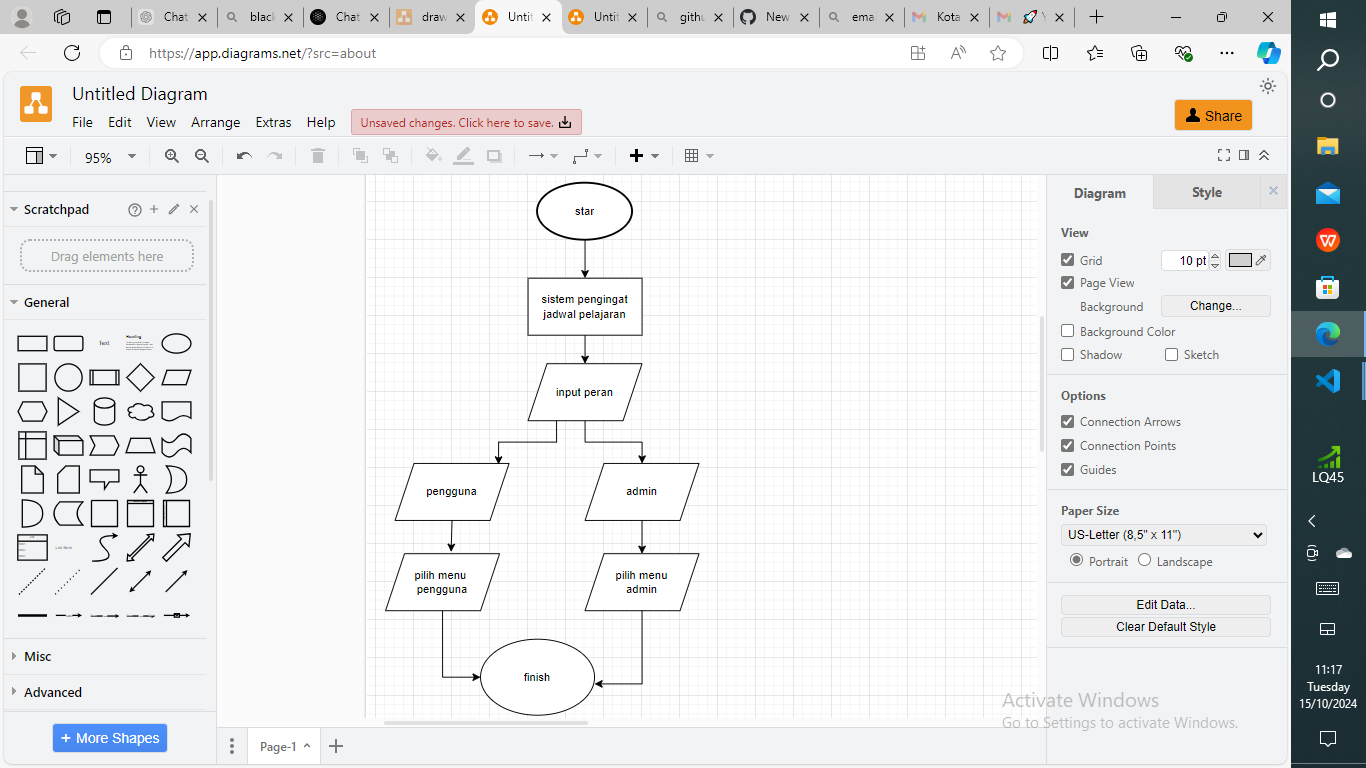 Chat
blacl
Chat
draw
Untit
Untit
githu
New
ema
Kota
https://app.diagrams.net/?src=about
Untitled Diagram
File Edit View Arrange Extras Help
Unsaved changes. Click here to save.
Share
95%
Scratchpad
Drag elements here
General
Text
Heading
List Item
Misc
Advanced
+ More Shapes
star
sistem pengingat
jadwal pelajaran
input peran
pengguna
admin
pilih menu
pengguna
pilih menu
admin
finish
Page-1
Diagram
Style
View
Grid
10 pt
Page View
Background
Change...
Background Color
Shadow
Sketch
Options
Connection Arrows
Connection Points
Guides
Paper Size
US-Letter (8,5" x 11")
Portrait
Landscape
Edit Data...
Clear Default Style
Activate Windows
Go to Settings to activate Windows.
LQ45
11:17
Tuesday
15/10/2024